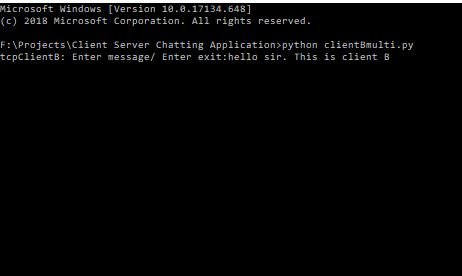 Microsoft Windows [Version 10.0.17134.648]
(c) 2018 Microsoft Corporation. All rights reserved.
F:\Projects\Client Server Chatting Application>python clientBmulti.py
tcpClientB: Enter message/ Enter exit:hello sir. This is client B